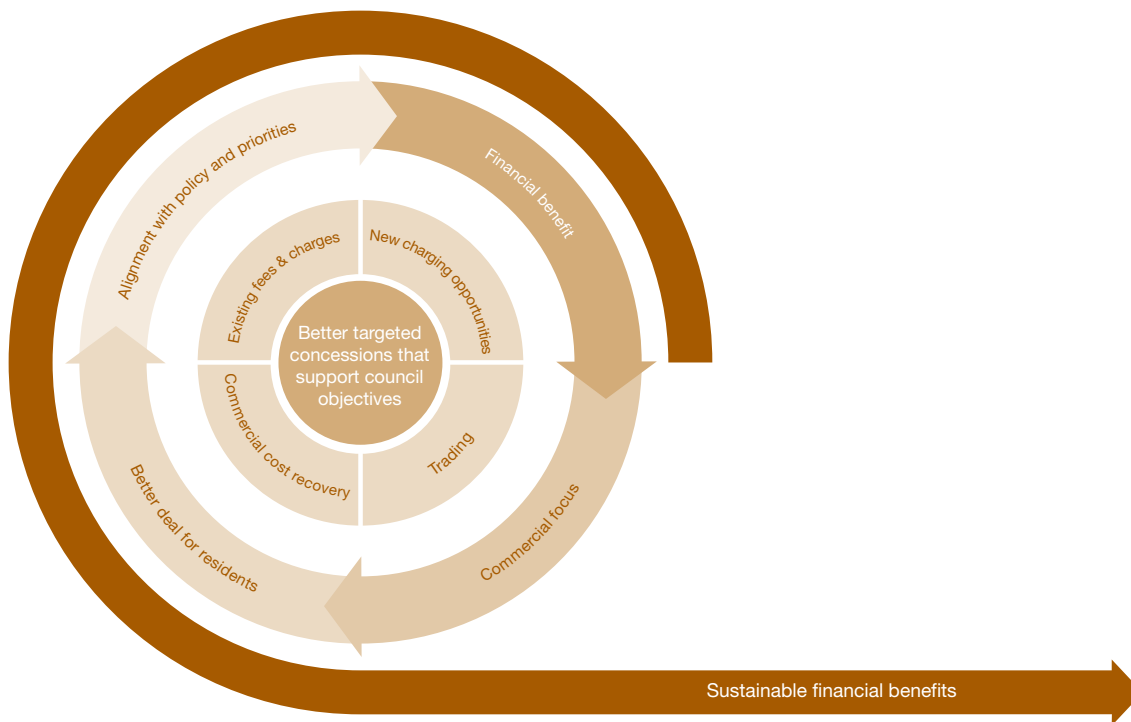 Alignment with policy and priorities
Financial benefit
Existing fees & charges
New charging opportunities
Better targeted
concessions that
support council
objectives
Commercial cost recovery
Trading
Better deal for residents
Commercial focus
Sustainable financial benefits